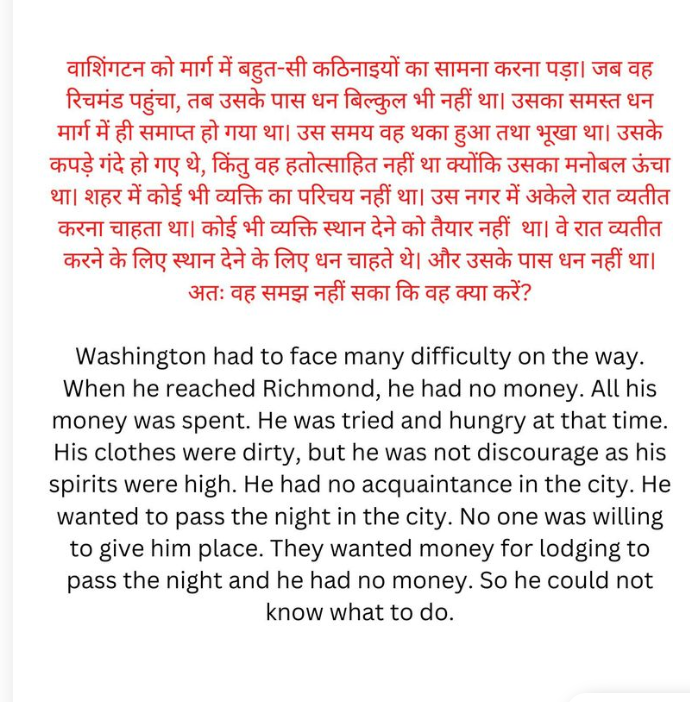 वाशिंगटन को मार्ग में बहुत-सी कठिनाइयों का सामना करना पड़ा| जब वह
रिचमंड पहुंचा, तब उसके पास धन बिल्कुल भी नहीं था| उसका समस्त धन
मार्ग में ही समाप्त हो गया था| उस समय वह थका हुआ तथा भूखा था| उसके
कपड़े गंदे हो गए थे, किंतु वह हतोत्साहित नहीं था क्योंकि उसका मनोबल ऊंचा
था| शहर में कोई भी व्यक्ति का परिचय नहीं था| उस नगर में अकेले रात व्यतीत
करना चाहता था| कोई भी व्यक्ति स्थान देने को तैयार नहीं था| वे रात व्यतीत
करने के लिए स्थान देने के लिए धन चाहते थे| और उसके पास धन नहीं था|
अतः वह समझ नहीं सका कि वह क्या करें?
Washington had to face many difficulty on the way.
When he reached Richmond, he had no money. All his
money was spent. He was tried and hungry at that time.
His clothes were dirty, but he was not discourage as his
spirits were high. He had no acquaintance in the city. He
wanted to pass the night in the city. No one was willing
to give him place. They wanted money for lodging to
pass the night and he had no money. So he could not
know what to do.